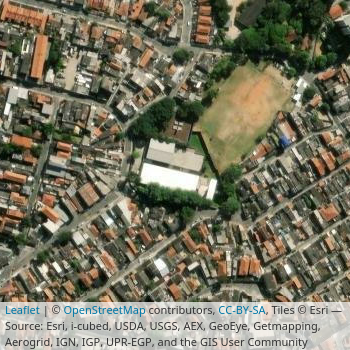 Leaflet | © OpenStreetMap contributors, CC-BY-SA, Tiles © Esri —
Source: Esri, i-cubed, USDA, USGS, AEX, GeoEye, Getmapping,
Aerogrid, IGN, IGP, UPR-EGP, and the GIS User Community